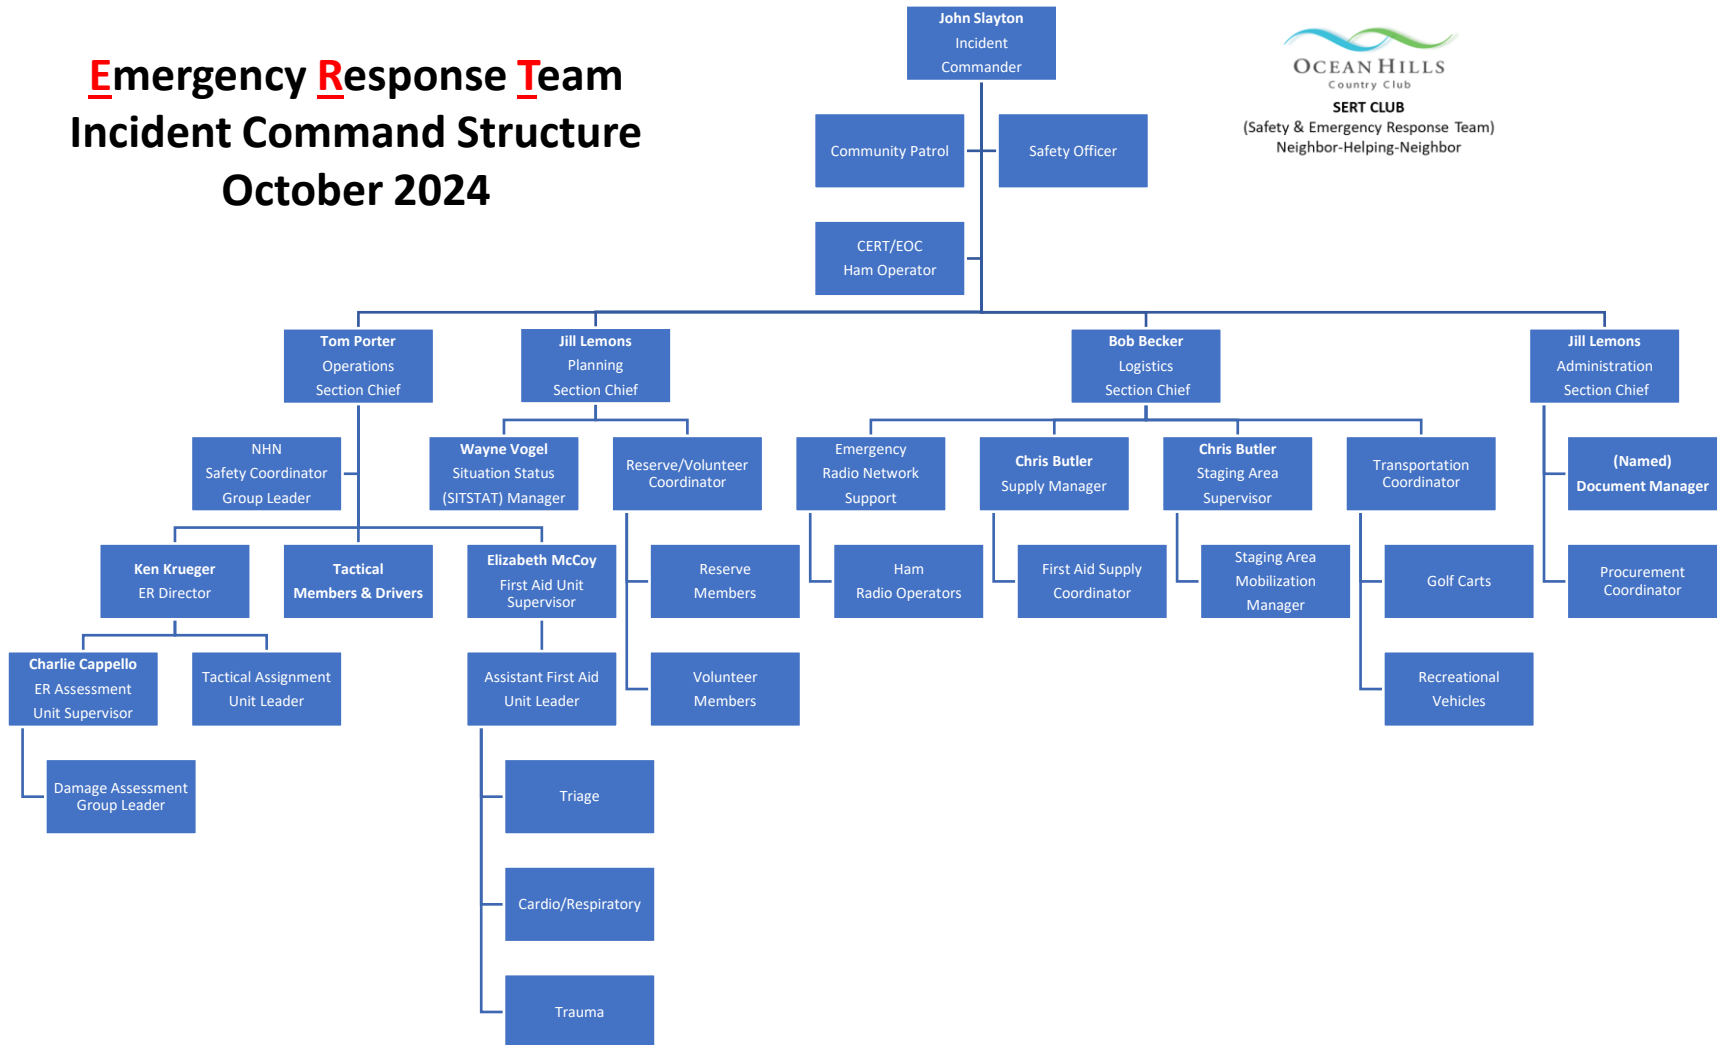 Emergency Response Team
Incident Command Structure
October 2024
John Slayton
Incident
Commander
OCEAN HILLS
Country Club
SERT CLUB
(Safety & Emergency Response Team)
Neighbor-Helping-Neighbor
Community Patrol
Safety Officer
CERT/EOC
Ham Operator
Tom Porter
Operations
Section Chief
Jill Lemons
Planning
Section Chief
Bob Becker
Logistics
Section Chief
Jill Lemons
Administration
Section Chief
NHN
Safety Coordinator
Group Leader
Wayne Vogel
Situation Status
(SITSTAT) Manager
Reserve/Volunteer
Coordinator
Emergency
Radio Network
Support
Chris Butler
Supply Manager
Chris Butler
Staging Area
Supervisor
Transportation
Coordinator
(Named)
Document Manager
Ken Krueger
ER Director
Tactical
Members & Drivers
Elizabeth McCoy
First Aid Unit
Supervisor
Reserve
Members
Ham
Radio Operators
First Aid Supply
Coordinator
Staging Area
Mobilization
Manager
Golf Carts
Procurement
Coordinator
Charlie Cappello
ER Assessment
Unit Supervisor
Tactical Assignment
Unit Leader
Assistant First Aid
Unit Leader
Volunteer
Members
Recreational
Vehicles
Damage Assessment
Group Leader
Triage
Cardio/Respiratory
Trauma